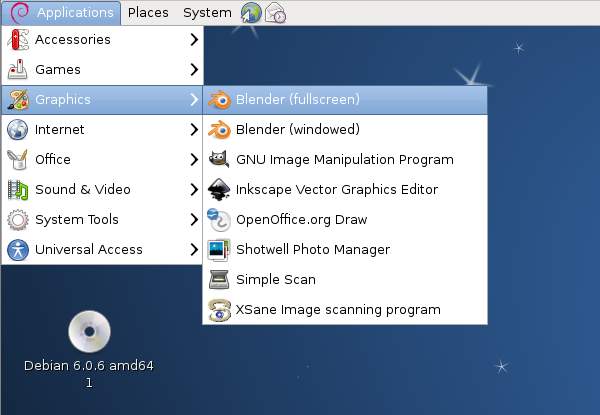 Applications Places System
Accessories
Games
Graphics
Internet
Office
Sound & Video
System Tools
Universal Access
Blender (fullscreen)
Blender (windowed)
GNU Image Manipulation Program
Inkscape Vector Graphics Editor
OpenOffice.org Draw
Shotwell Photo Manager
Simple Scan
XSane Image scanning program
Debian 6.0.6 amd64
1